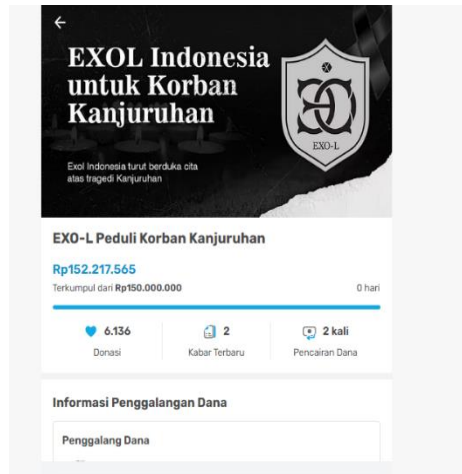 EXOL Indonesia
untuk Korban
Kanjuruhan
EXO-L
Exol Indonesia turut berduka cita
atas tragedi Kanjuruhan
EXO-L Peduli Korban Kanjuruhan
Rp152.217.565
Terkumpul dari Rp150.000.000 0 hari
6.136 2 2 kali
Donasi Kabar Terbaru Pencairan Dana
Informasi Penggalangan Dana
Penggalang Dana